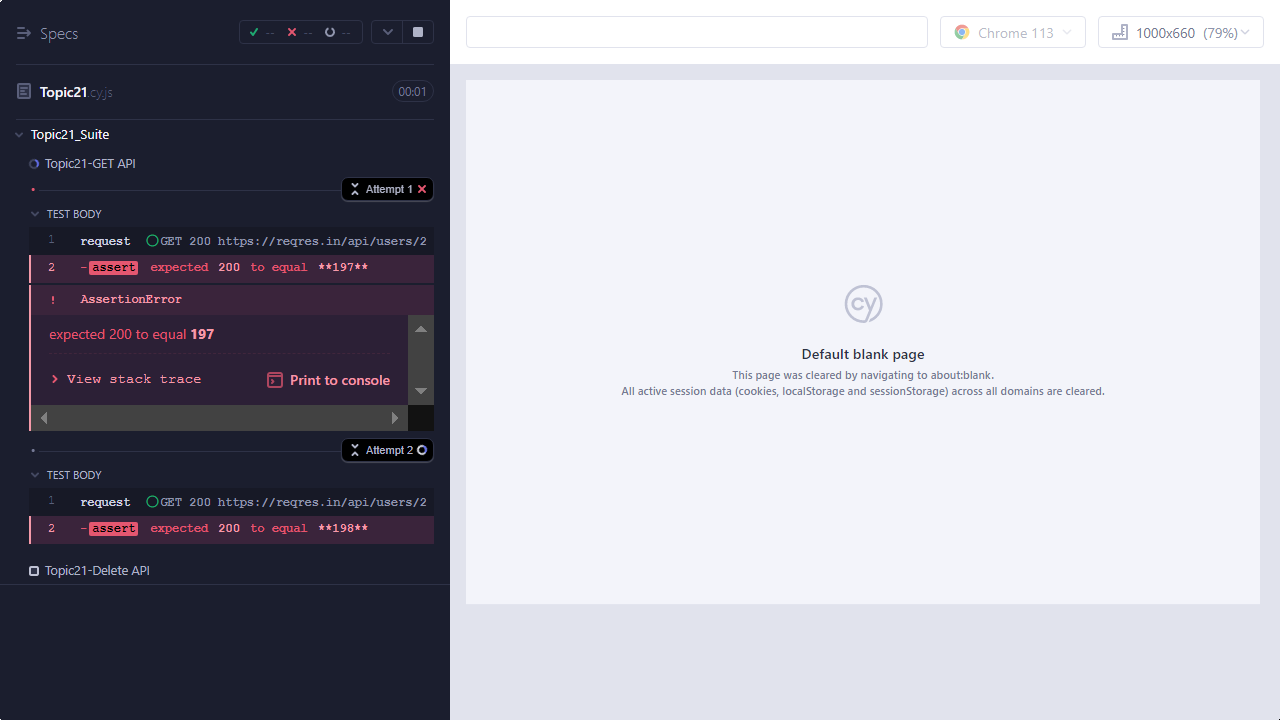 Specs
--
--
--
Chrome 113
1000x660 (79%)
Topic21.cy.js
00:01
Topic21_Suite
Topic21-GET API
Attempt 1
TEST BODY
1 request GET 200 https://reqres.in/api/users/2
2 -assert expected 200 to equal **197**
! AssertionError
expected 200 to equal 197
View stack trace
Print to console
Attempt 2
TEST BODY
1 request GET 200 https://reqres.in/api/users/2
2 -assert expected 200 to equal **198**
Topic21-Delete API
cy
Default blank page
This page was cleared by navigating to about:blank.
All active session data (cookies, localStorage and sessionStorage) across all domains are cleared.